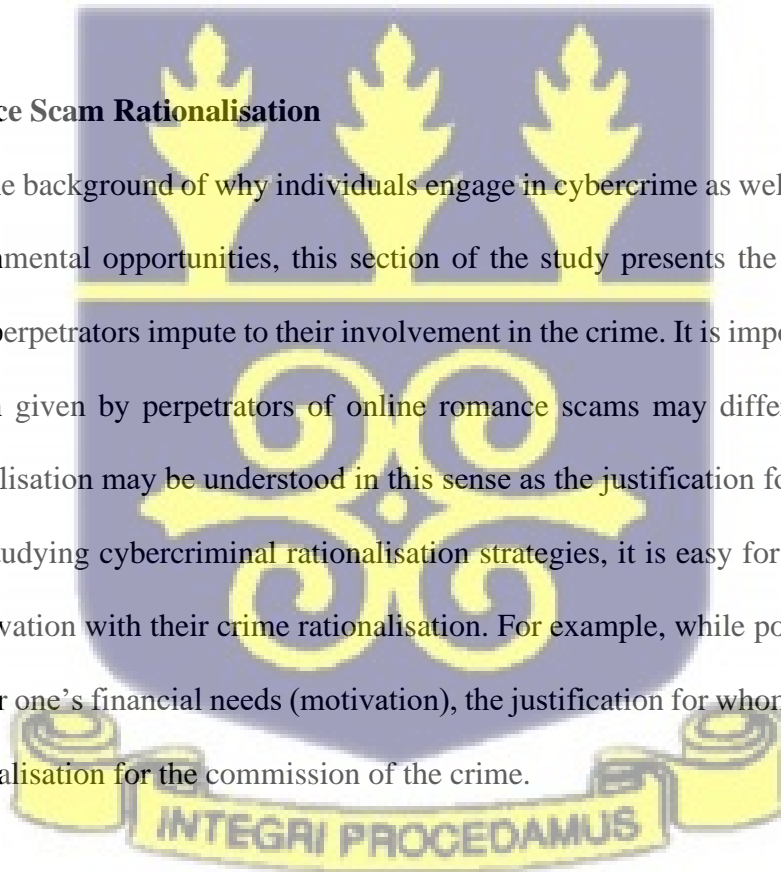 ce Scam Rationalisation
e background of why individuals engage in cybercrime as wel
nmental opportunities, this section of the study presents the
perpetrators impute to their involvement in the crime. It is impo
n given by perpetrators of online romance scams may differ
lisation may be understood in this sense as the justification fo
tudying cybercriminal rationalisation strategies, it is easy for
vation with their crime rationalisation. For example, while po
r one’s financial needs (motivation), the justification for whom
alisation for the commission of the crime.
INTEGRI PROCEDAMUS